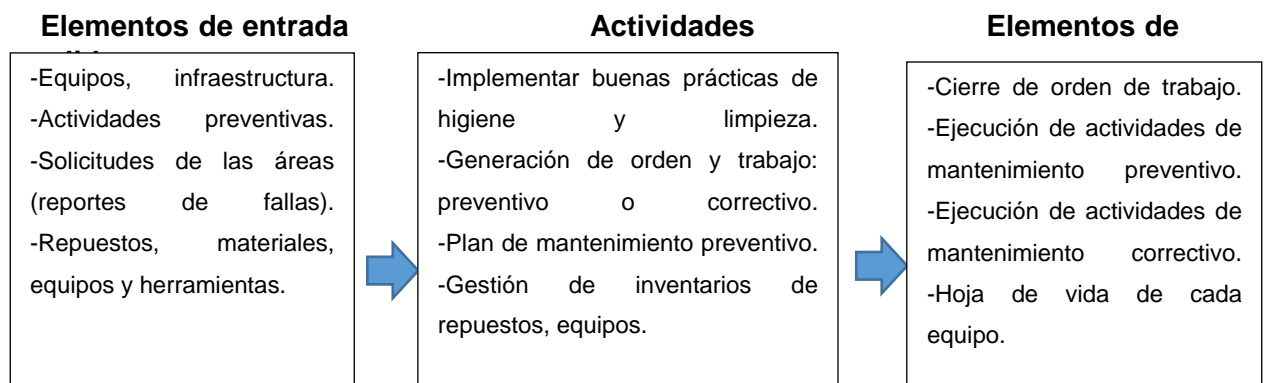 Elementos de entrada
Actividades
Elementos de
-Equipos, infraestructura.
-Actividades preventivas.
-Solicitudes de las áreas
(reportes de fallas).
-Repuestos, materiales,
equipos y herramientas.
-Implementar buenas prácticas de
higiene y limpieza.
-Generación de orden y trabajo:
preventivo o correctivo.
-Plan de mantenimiento preventivo.
-Gestión de inventarios de
repuestos, equipos.
-Cierre de orden de trabajo.
-Ejecución de actividades de
mantenimiento preventivo.
-Ejecución de actividades de
mantenimiento correctivo.
-Hoja de vida de cada
equipo.